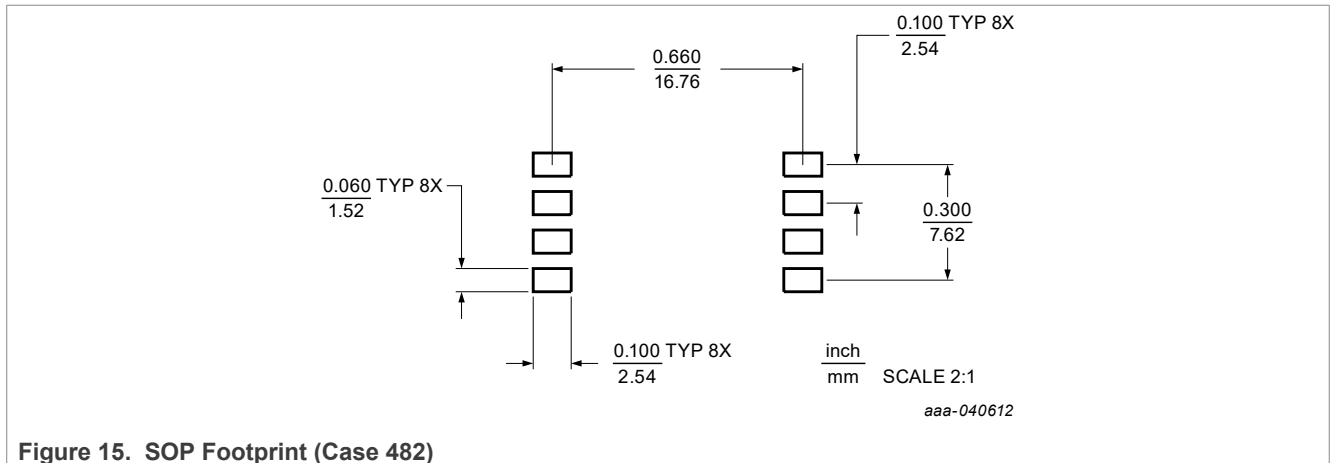 0.100 TYP 8X
2.54
0.660
16.76
0.060 TYP 8X
1.52
0.300
7.62
0.100 TYP 8X
2.54
inch
mm SCALE 2:1
aaa-040612
Figure 15. SOP Footprint (Case 482)